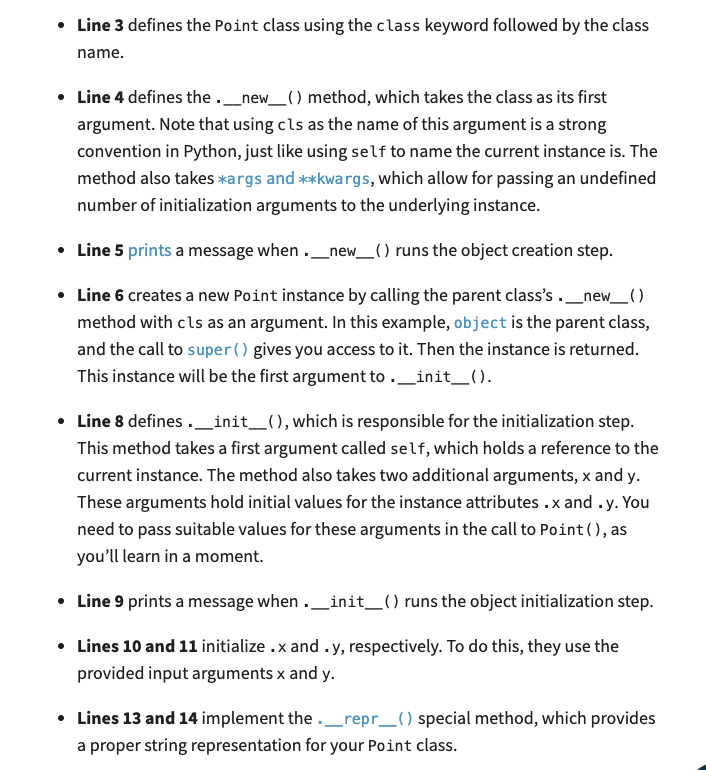 • Line 3 defines the Point class using the class keyword followed by the class
name.
• Line 4 defines the .__new__() method, which takes the class as its first
argument. Note that using cls as the name of this argument is a strong
convention in Python, just like using self to name the current instance is. The
method also takes *args and **kwargs, which allow for passing an undefined
number of initialization arguments to the underlying instance.
• Line 5 prints a message when .__new__() runs the object creation step.
• Line 6 creates a new Point instance by calling the parent class’s .__new__()
method with cls as an argument. In this example, object is the parent class,
and the call to super() gives you access to it. Then the instance is returned.
This instance will be the first argument to .__init__().
• Line 8 defines .__init__(), which is responsible for the initialization step.
This method takes a first argument called self, which holds a reference to the
current instance. The method also takes two additional arguments, x and y.
These arguments hold initial values for the instance attributes .x and .y. You
need to pass suitable values for these arguments in the call to Point(), as
you’ll learn in a moment.
• Line 9 prints a message when .__init__() runs the object initialization step.
• Lines 10 and 11 initialize .x and .y, respectively. To do this, they use the
provided input arguments x and y.
• Lines 13 and 14 implement the .__repr__() special method, which provides
a proper string representation for your Point class.